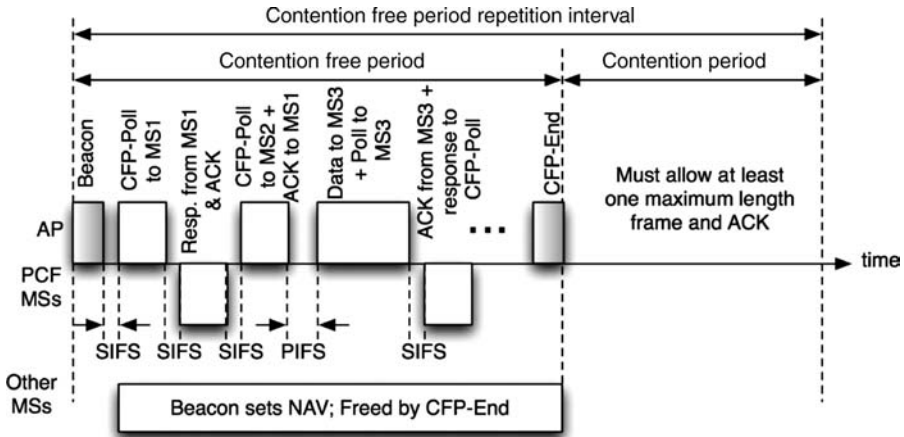 Contention free period repetition interval
Contention free period
Contention period
Beacon
CFP-Poll
to MS1
Resp. from MS1
& ACK
CFP-Poll
to MS2 +
ACK to MS1
Data to MS3
+ Poll to
MS3
ACK from MS3 +
response to
CFP-Poll
CFP-End
Must allow at least
one maximum length
frame and ACK
AP
...
time
PCF
MSs
SIFS
SIFS
SIFS
PIFS
SIFS
Other
MSs
Beacon sets NAV; Freed by CFP-End